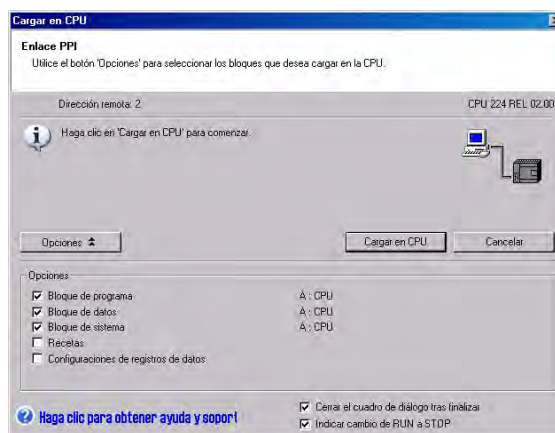 Cargar en CPU
Enlace PPI
Utilice el botón 'Opciones' para seleccionar los bloques que desea cargar en la CPU.
Dirección remota: 2 CPU 224 REL 02.00
Haga clic en 'Cargar en CPU' para comenzar.
Opciones Cargar en CPU Cancelar
Opciones
Bloque de programa A : CPU
Bloque de datos A : CPU
Bloque de sistema A : CPU
Recetas
Configuraciones de registros de datos
Haga clic para obtener ayuda y soport
Cerrar el cuadro de diálogo tras finalizar
Indicar cambio de RUN a STOP